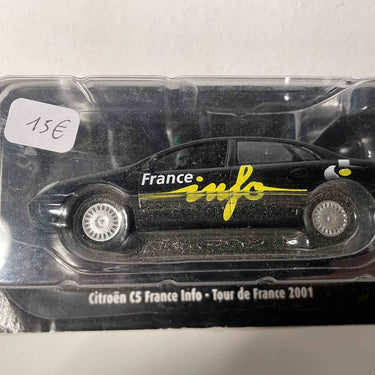 15€
France
info
Citroën C5 France Info - Tour de France 2001